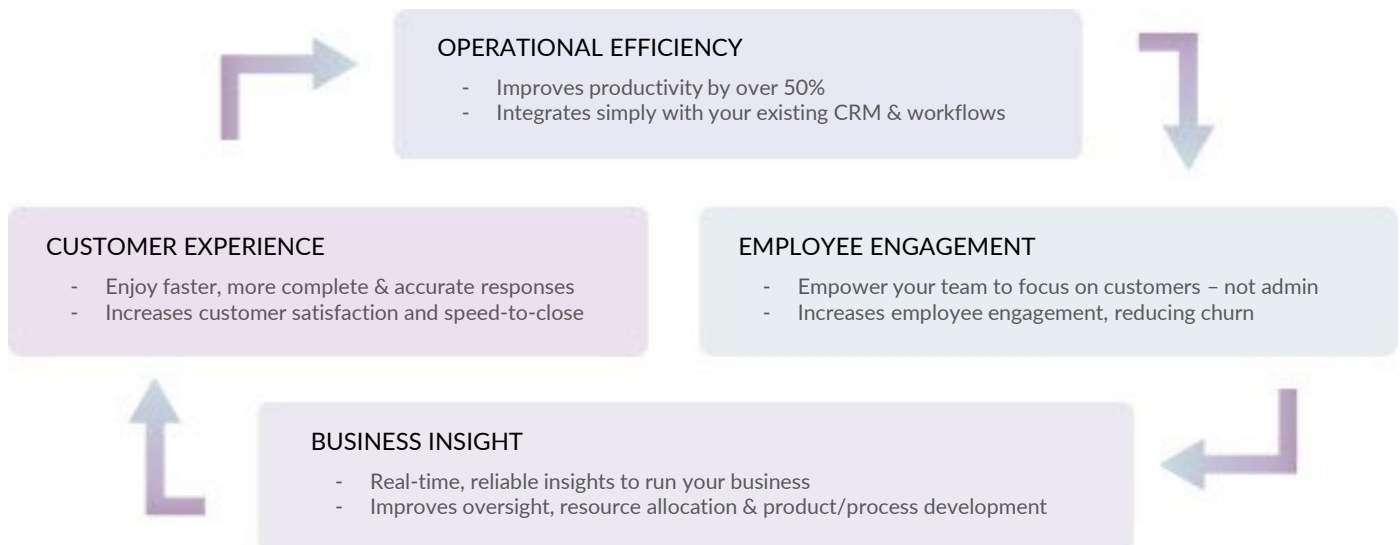 OPERATIONAL EFFICIENCY
- Improves productivity by over 50%
- Integrates simply with your existing CRM & workflows
CUSTOMER EXPERIENCE
- Enjoy faster, more complete & accurate responses
- Increases customer satisfaction and speed-to-close
EMPLOYEE ENGAGEMENT
- Empower your team to focus on customers – not admin
- Increases employee engagement, reducing churn
BUSINESS INSIGHT
- Real-time, reliable insights to run your business
- Improves oversight, resource allocation & product/process development